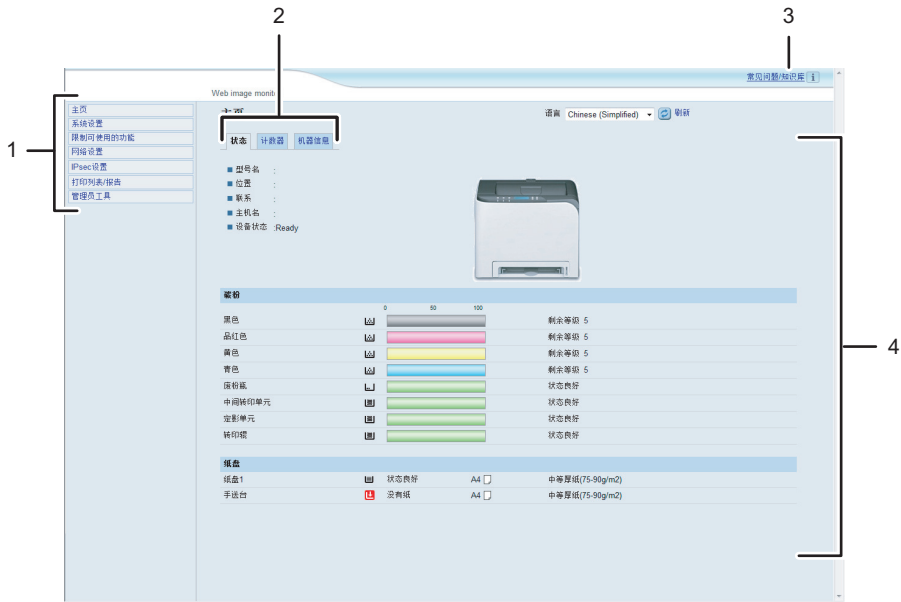 2
3
常见问题/知识库
Web image monit
主页
系统设置
限制可使用的功能
网络设置
IPsec设置
打印列表/报告
管理员工具
1
主页
语言 Chinese (Simplified) 刷新
状态 计数器 机器信息
型号名 :
位置 :
联系 :
主机名 :
设备状态 :Ready
碳粉
0 50 100
黑色 剩余等级 5
品红色 剩余等级 5
黄色 剩余等级 5
青色 剩余等级 5
废粉瓶 状态良好
中间转印单元 状态良好
定影单元 状态良好
转印辊 状态良好
4
纸盘
纸盘1 状态良好 A4 中等厚纸(75-90g/m2)
手送台 没有纸 A4 中等厚纸(75-90g/m2)